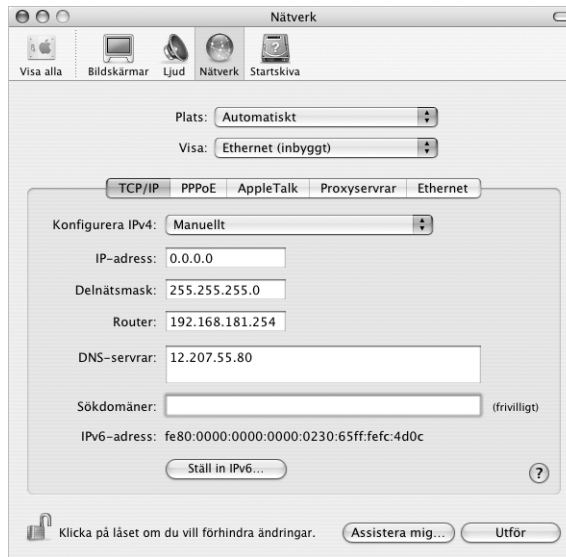 Nätverk
Visa alla Bildskärmar Ljud Nätverk Startskiva
Plats: Automatiskt
Visa: Ethernet (inbyggt)
TCP/IP PPPoE AppleTalk Proxyservrar Ethernet
Konfigurera IPv4: Manuellt
IP-adress: 0.0.0.0
Delnätsmask: 255.255.255.0
Router: 192.168.181.254
DNS-servrar: 12.207.55.80
Sökdomäner: (frivilligt)
IPv6-adress: fe80:0000:0000:0000:0230:65ff:fefc:4d0c
Ställ in IPv6...
?
Klicka på låset om du vill förhindra ändringar. Assistera mig... Utför